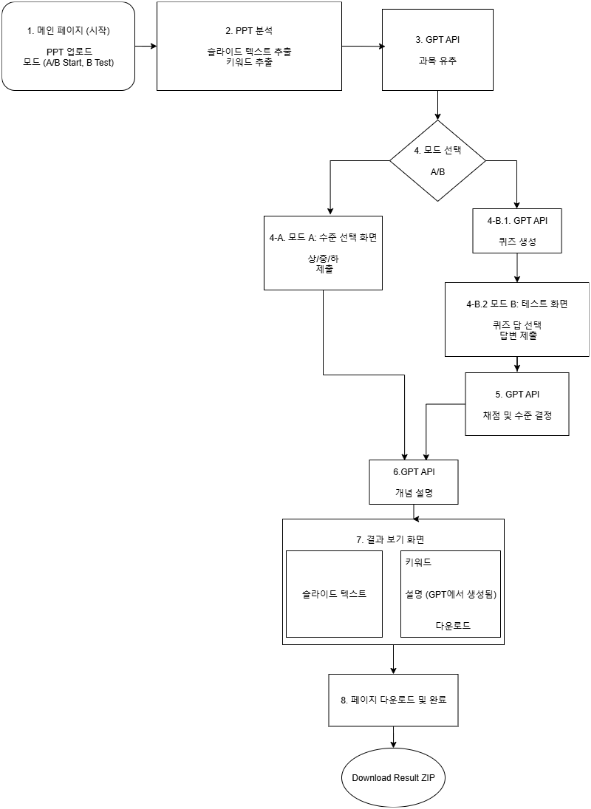 1. 메인 페이지 (시작)
PPT 업로드
모드 (A/B Start, B Test)
2. PPT 분석
슬라이드 텍스트 추출
키워드 추출
3. GPT API
과목 유추
4. 모드 선택
A/B
4-A. 모드 A: 수준 선택 화면
상/중/하
제출
4-B.1. GPT API
퀴즈 생성
4-B.2 모드 B: 테스트 화면
퀴즈 답 선택
답변 제출
5. GPT API
채점 및 수준 결정
6.GPT API
개념 설명
7. 결과 보기 화면
슬라이드 텍스트
키워드
설명 (GPT에서 생성됨)
다운로드
8. 페이지 다운로드 및 완료
Download Result ZIP